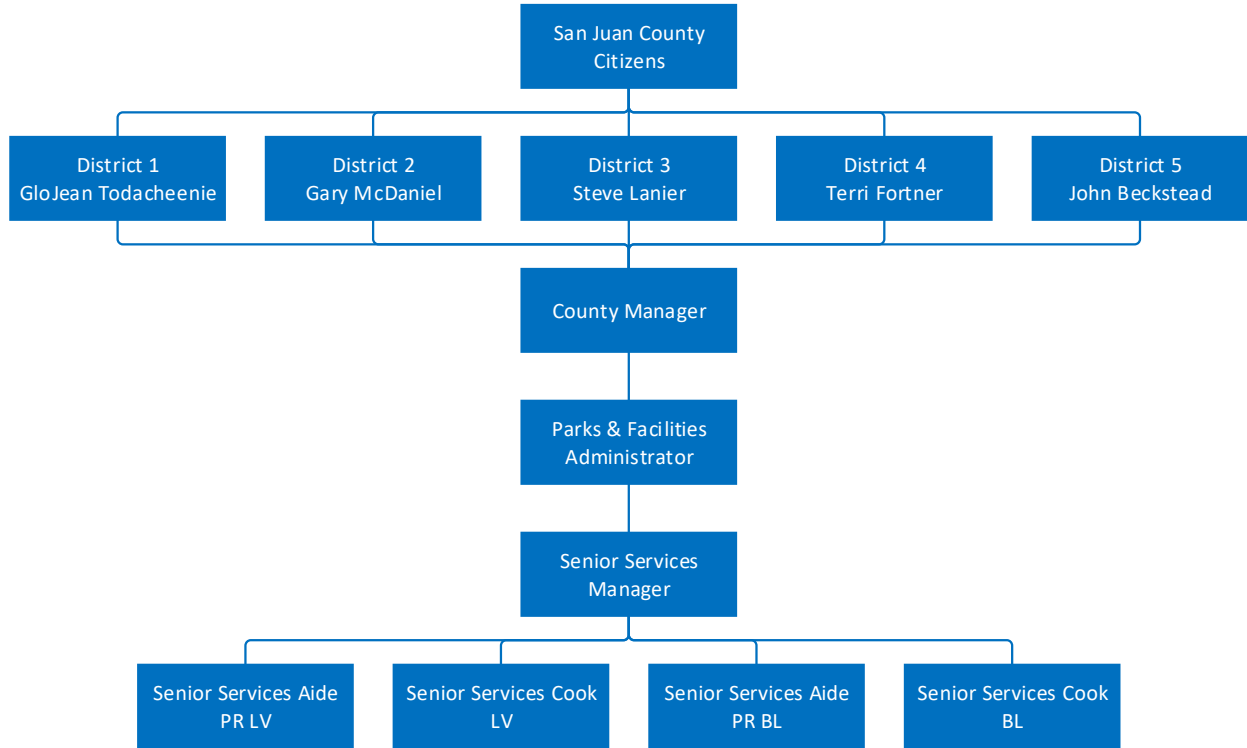 San Juan County
Citizens
District 1
GloJean Todacheenie
District 2
Gary McDaniel
District 3
Steve Lanier
District 4
Terri Fortner
District 5
John Beckstead
County Manager
Parks & Facilities
Administrator
Senior Services
Manager
Senior Services Aide
PR LV
Senior Services Cook
LV
Senior Services Aide
PR BL
Senior Services Cook
BL